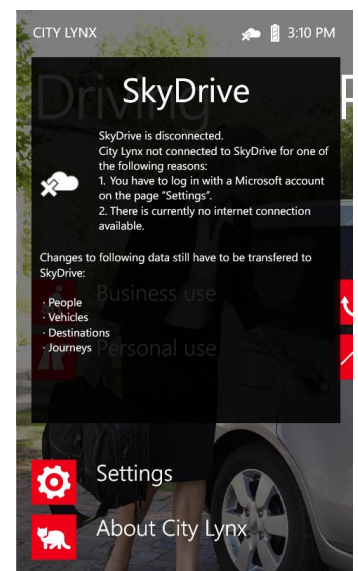 CITY LYNX 3:10 PM
Driving
SkyDrive
SkyDrive is disconnected.
City Lynx not connected to SkyDrive for one of
the following reasons:
1. You have to log in with a Microsoft account
on the page "Settings".
2. There is currently no internet connection
available.
Changes to following data still have to be transfered to
SkyDrive:
· People
· Vehicles
· Destinations
· Journeys
Business use
Personal use
Settings
About City Lynx